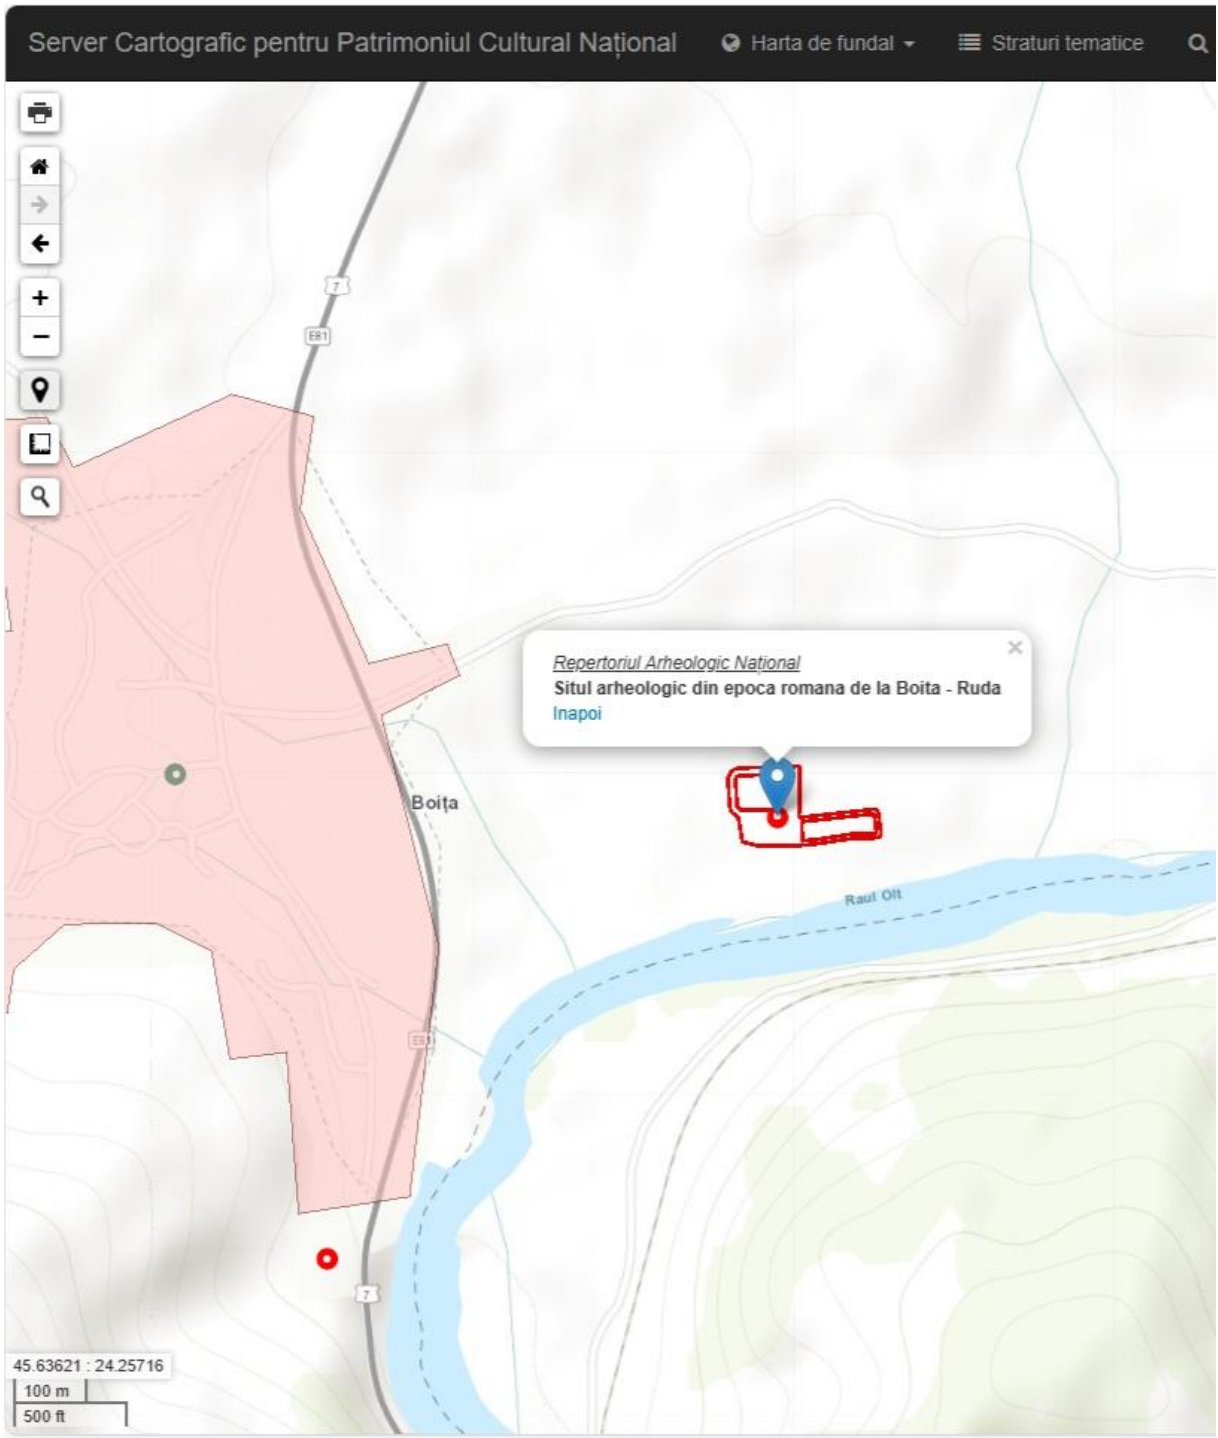 Server Cartografic pentru Patrimoniul Cultural Național Harta de fundal Straturi tematice
7
E81
Repertoriul Arheologic Național
Situl arheologic din epoca romana de la Boita - Ruda
Inapoi
Boița
Raul Olt
E81
7
45.63621 : 24.25716
100 m
500 ft